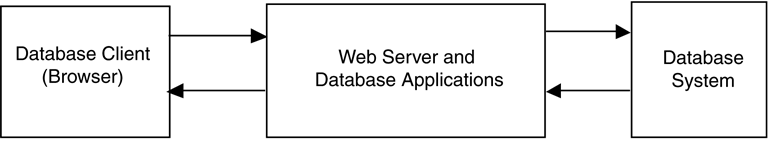 Database Client
(Browser)
Web Server and
Database Applications
Database
System